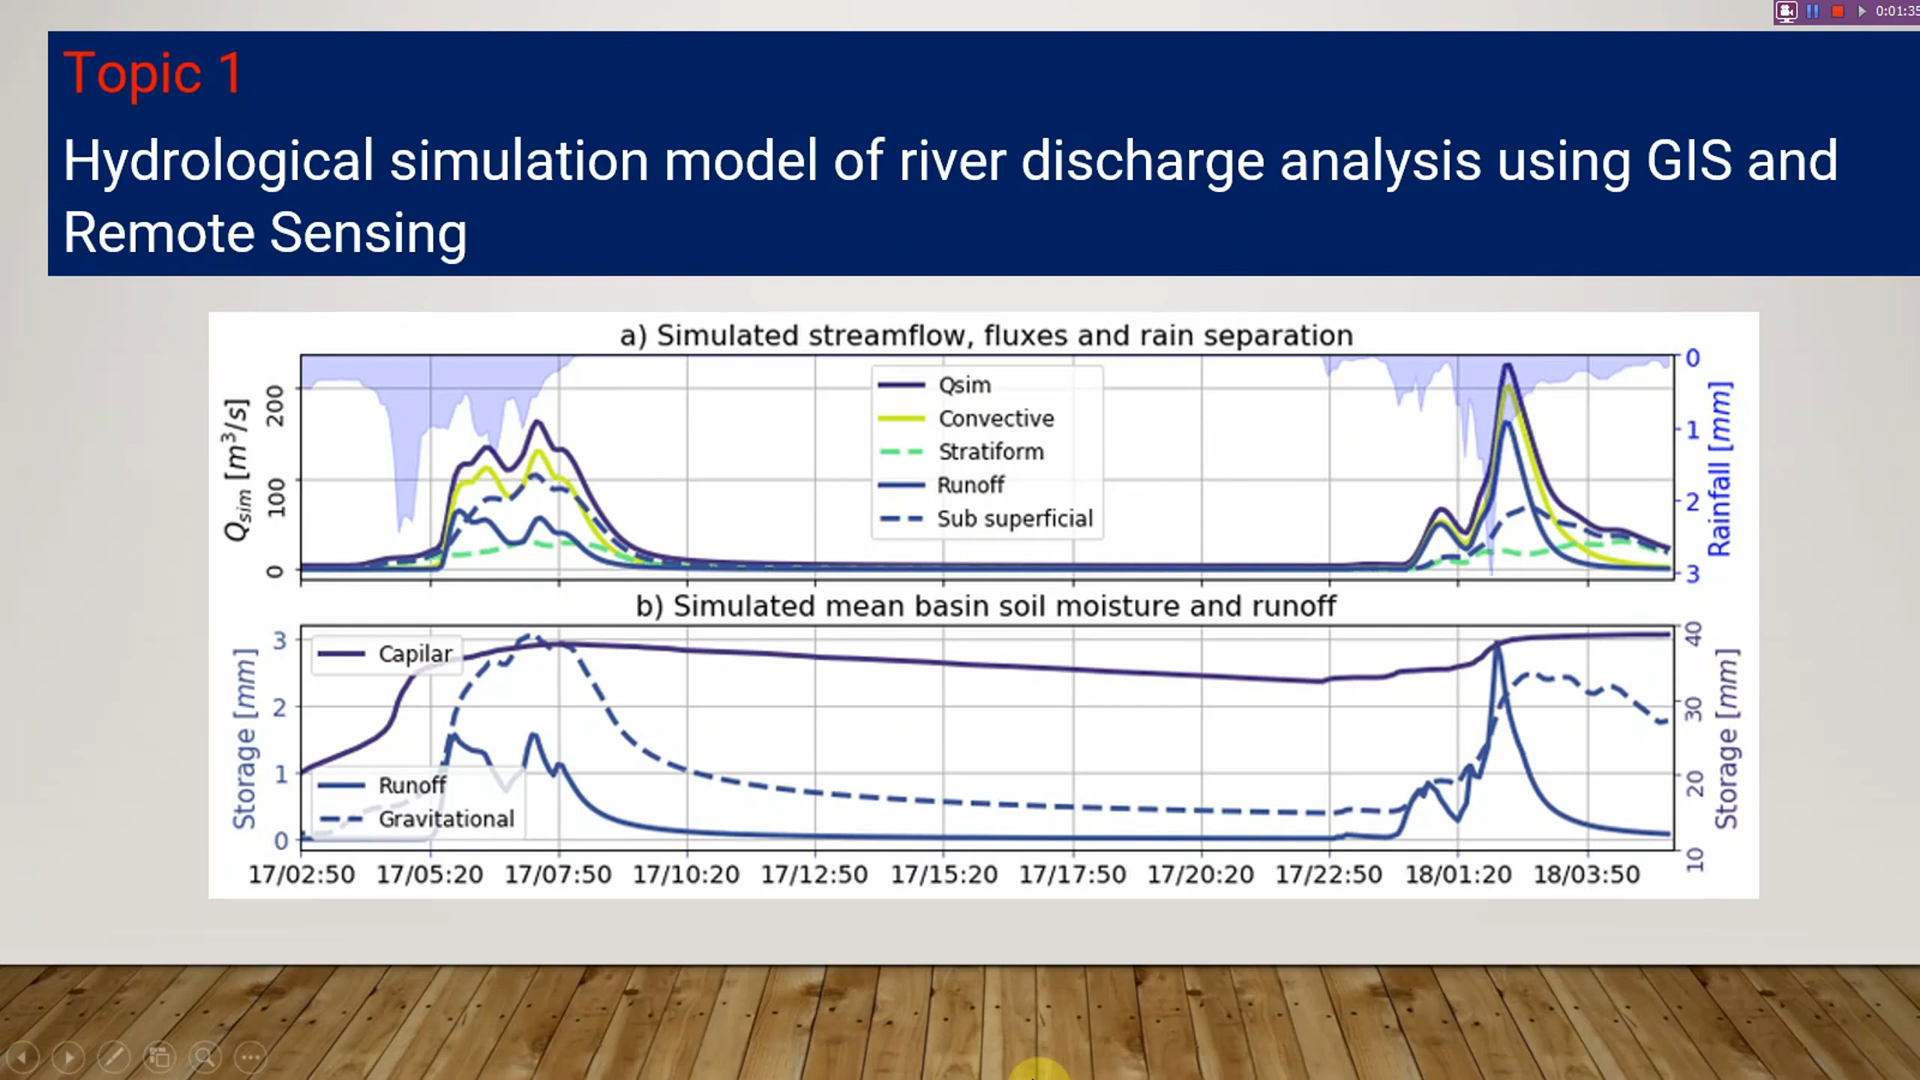 0:01:35
Topic 1
Hydrological simulation model of river discharge analysis using GIS and
Remote Sensing
a) Simulated streamflow, fluxes and rain separation
Qsim [m³/s]
200
100
0
Qsim
Convective
Stratiform
Runoff
Sub superficial
0
1
2
3
Rainfall [mm]
b) Simulated mean basin soil moisture and runoff
Storage [mm]
3
2
1
0
Capilar
Runoff
Gravitational
40
30
20
10
Storage [mm]
17/02:50 17/05:20 17/07:50 17/10:20 17/12:50 17/15:20 17/17:50 17/20:20 17/22:50 18/01:20 18/03:50